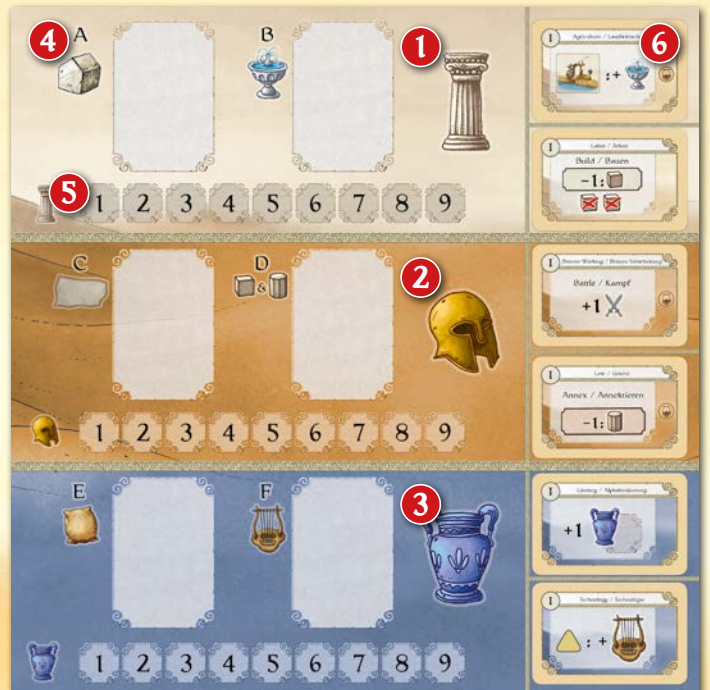 4 A B 1
I Agriculture / 6
: +
5 1 2 3 4 5 6 7 8 9
I Labor / Arbeit
Build / Bauen
-1:
C D 2
&
I Bronze Working / Bronze Verarbeitung
Battle / Kampf
+1
1 2 3 4 5 6 7 8 9
I Law / Gesetz
Annex / Annektieren
-1:
E F 3
I Literacy / Alphabetisierung
+1
1 2 3 4 5 6 7 8 9
I Technology / Technologie
: +